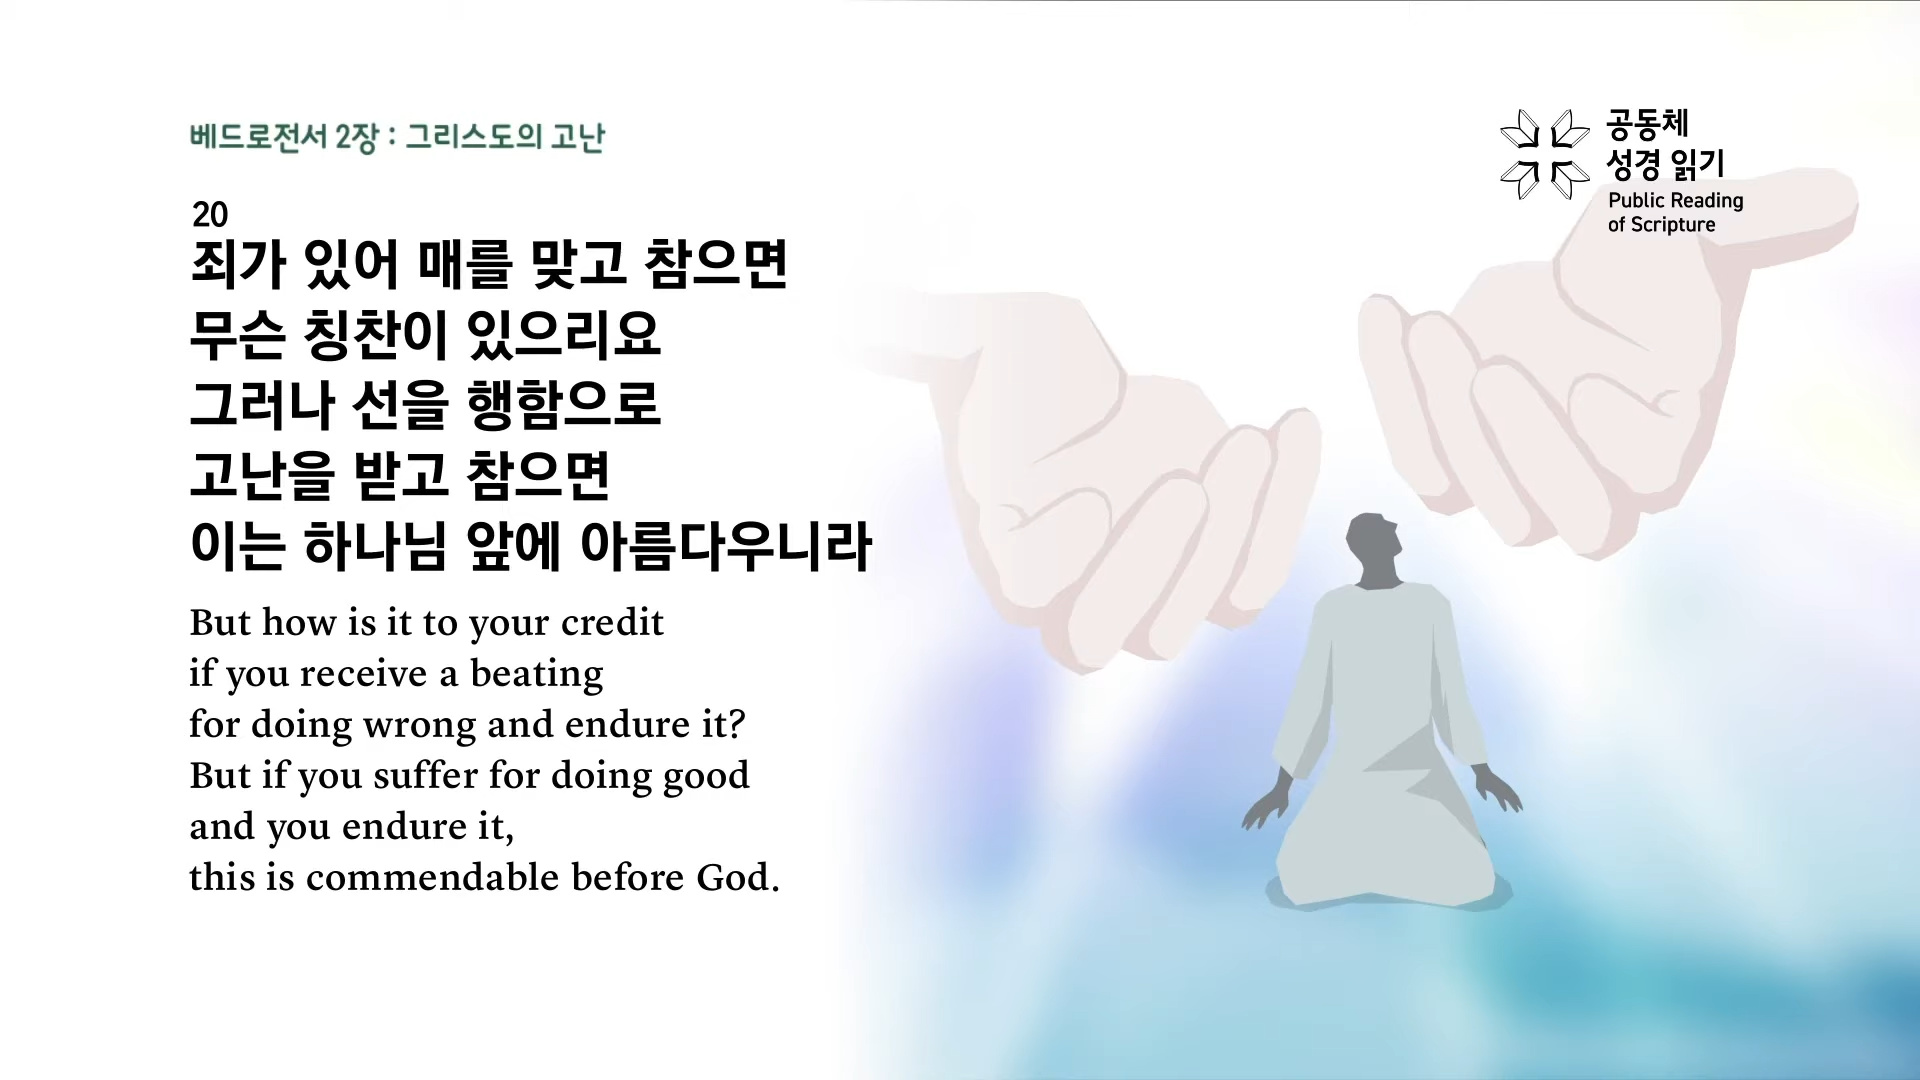 베드로전서 2장 : 그리스도의 고난
공동체
성경 읽기
Public Reading
of Scripture
20
죄가 있어 매를 맞고 참으면
무슨 칭찬이 있으리요
그러나 선을 행함으로
고난을 받고 참으면
이는 하나님 앞에 아름다우니라
But how is it to your credit
if you receive a beating
for doing wrong and endure it?
But if you suffer for doing good
and you endure it,
this is commendable before God.